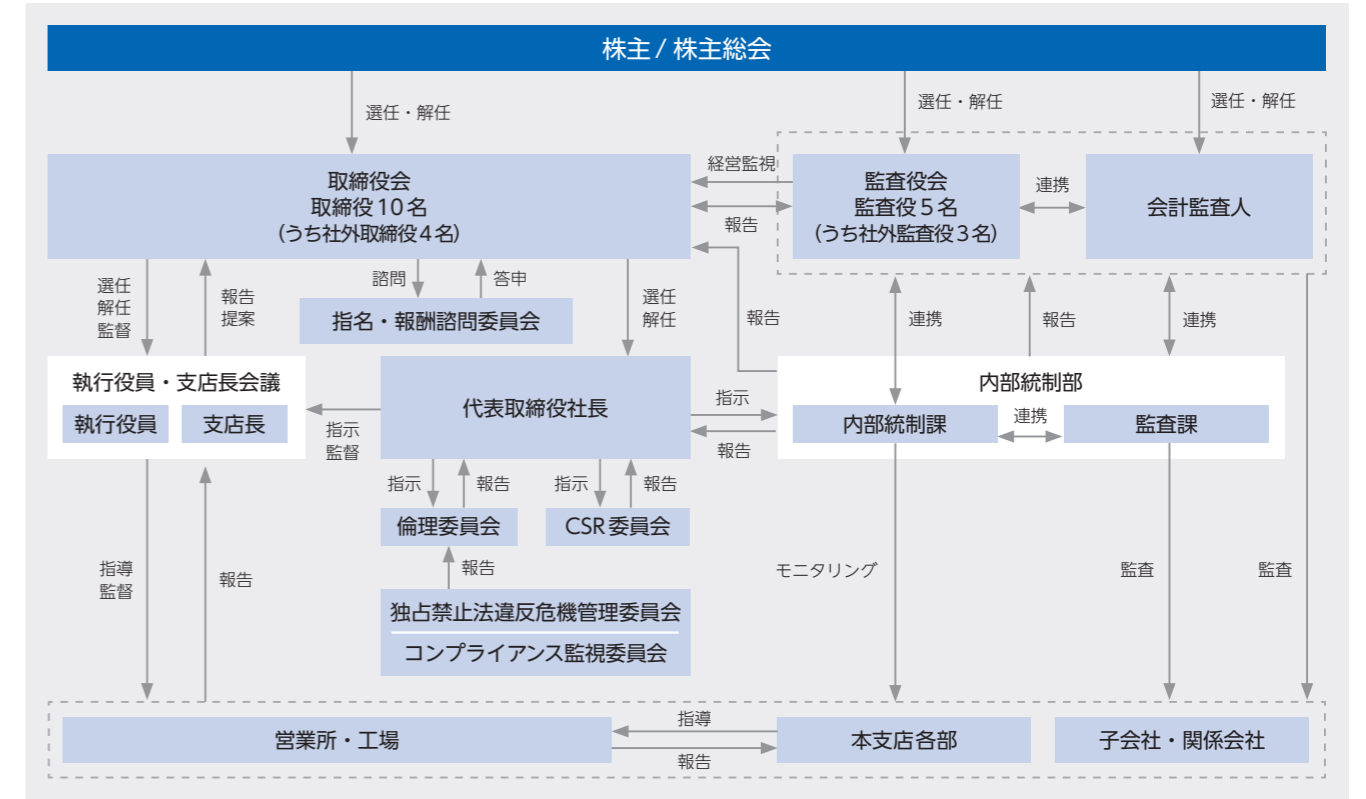 株主 / 株主総会
選任・解任
選任・解任
選任・解任
取締役会
取締役10名
(うち社外取締役4名)
経営監視
報告
監査役会
監査役5名
(うち社外監査役3名)
連携
会計監査人
選任
解任
監督
報告
提案
諮問
答申
指名・報酬諮問委員会
選任
解任
報告
連携
報告
連携
執行役員・支店長会議
執行役員
支店長
指示
監督
代表取締役社長
指示
報告
内部統制部
内部統制課
連携
監査課
指示
報告
指示
報告
倫理委員会
CSR委員会
報告
独占禁止法違反危機管理委員会
コンプライアンス監視委員会
指導
監督
報告
モニタリング
監査
監査
営業所・工場
指導
報告
本支店各部
子会社・関係会社